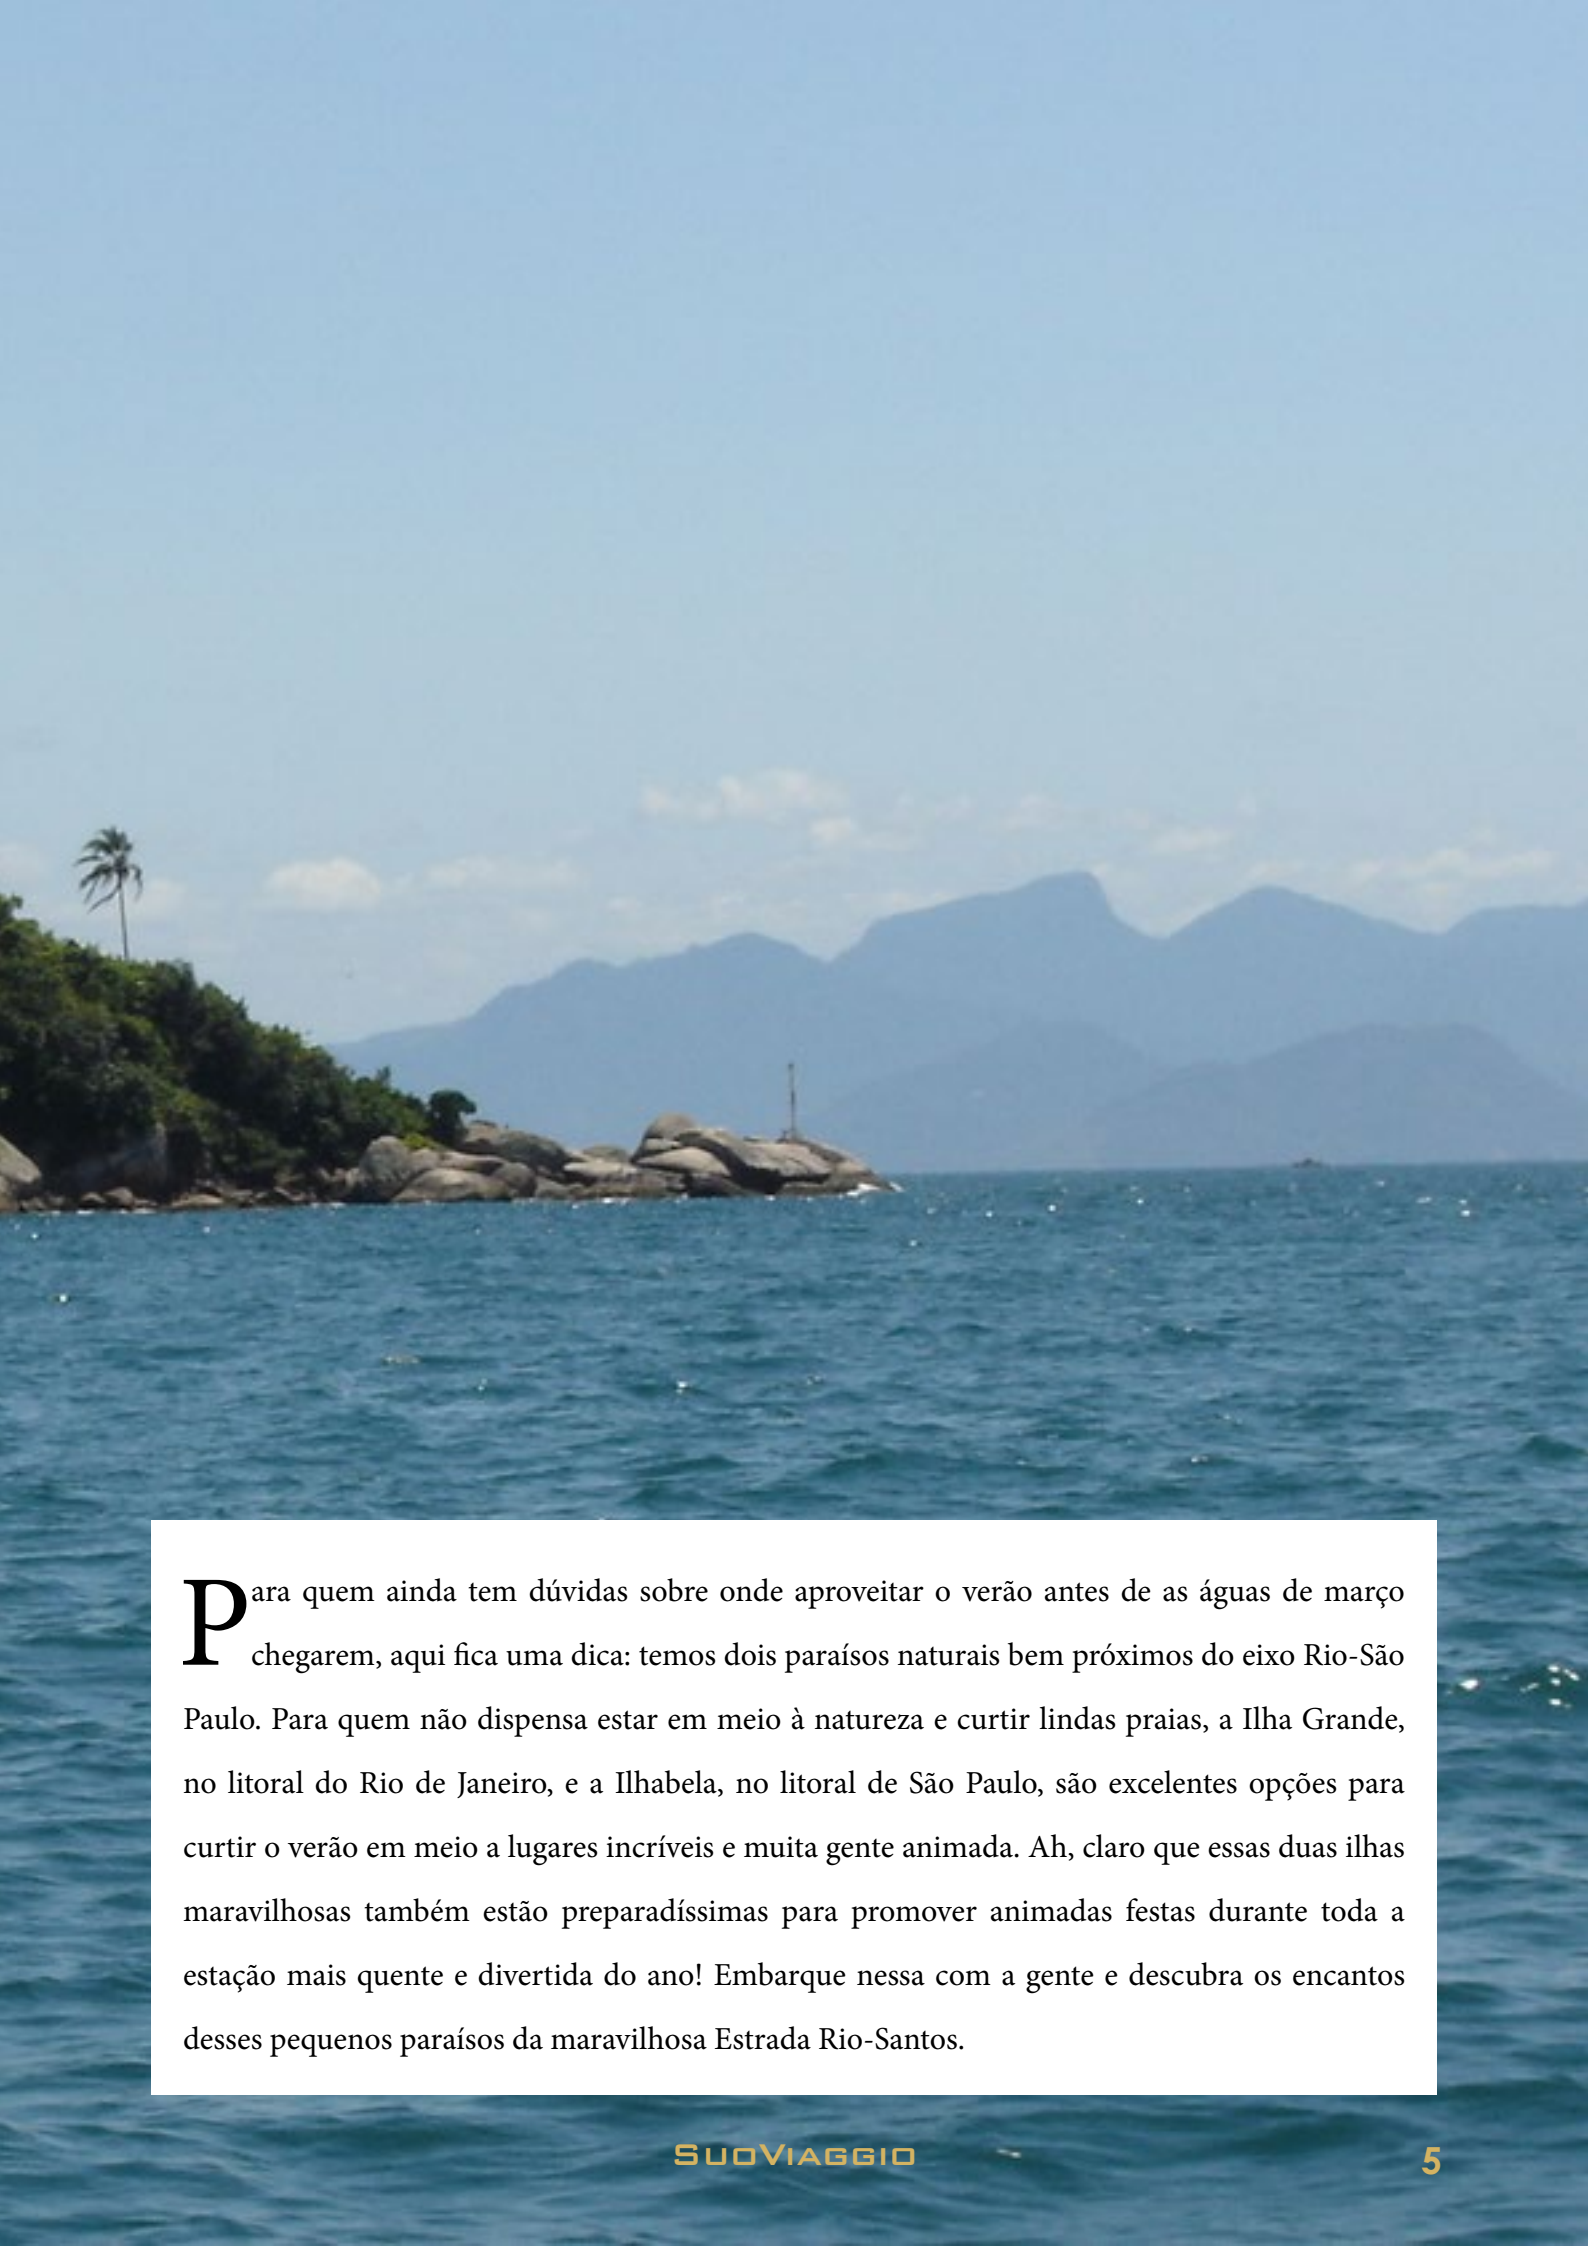 Para quem ainda tem dúvidas sobre onde aproveitar o verão antes de as águas de março
chegarem, aqui fica uma dica: temos dois paraísos naturais bem próximos do eixo Rio-São
Paulo. Para quem não dispensa estar em meio à natureza e curtir lindas praias, a Ilha Grande,
no litoral do Rio de Janeiro, e a Ilhabela, no litoral de São Paulo, são excelentes opções para
curtir o verão em meio a lugares incríveis e muita gente animada. Ah, claro que essas duas ilhas
maravilhosas também estão preparadíssimas para promover animadas festas durante toda a
estação mais quente e divertida do ano! Embarque nessa com a gente e descubra os encantos
desses pequenos paraísos da maravilhosa Estrada Rio-Santos.
SuoViaggio
5